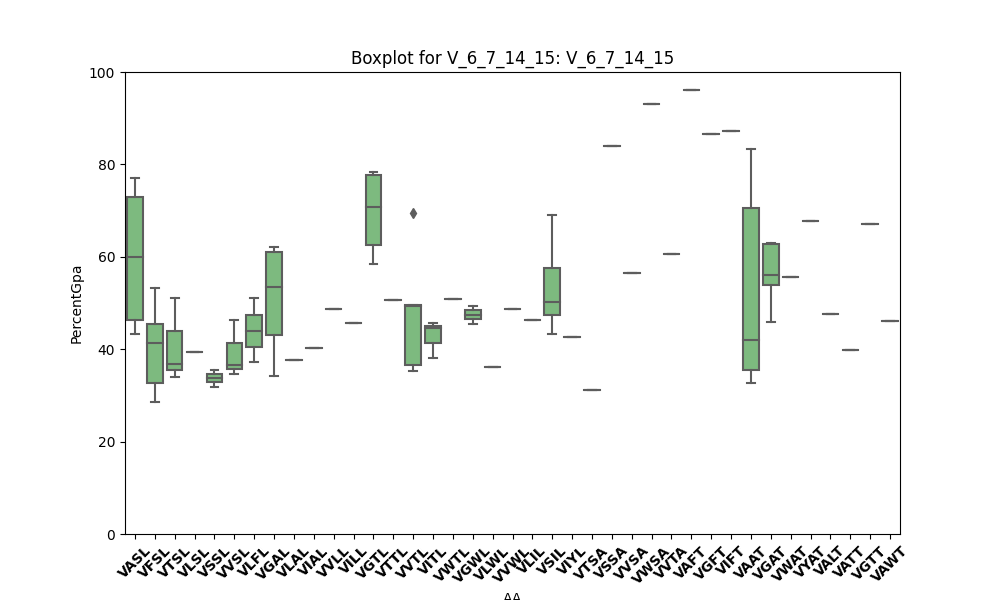 Boxplot for V_6_7_14_15: V_6_7_14_15
PercentGpa
100
80
60
40
20
0
VASL VFSL VTSL VLSL VSSL VVSL VLFL VGAL VLAL VIAL VVLL VILL VGTL VTTL VVTL VITL VWTL VGWL VLWL VVWL VLIL VSIL VIYL VTSA VSSA VVSA VWSA VVTA VAFT VGFT VIFT VAAT VGAT VWAT VYAT VALT VATT VGTT VAWT
AA